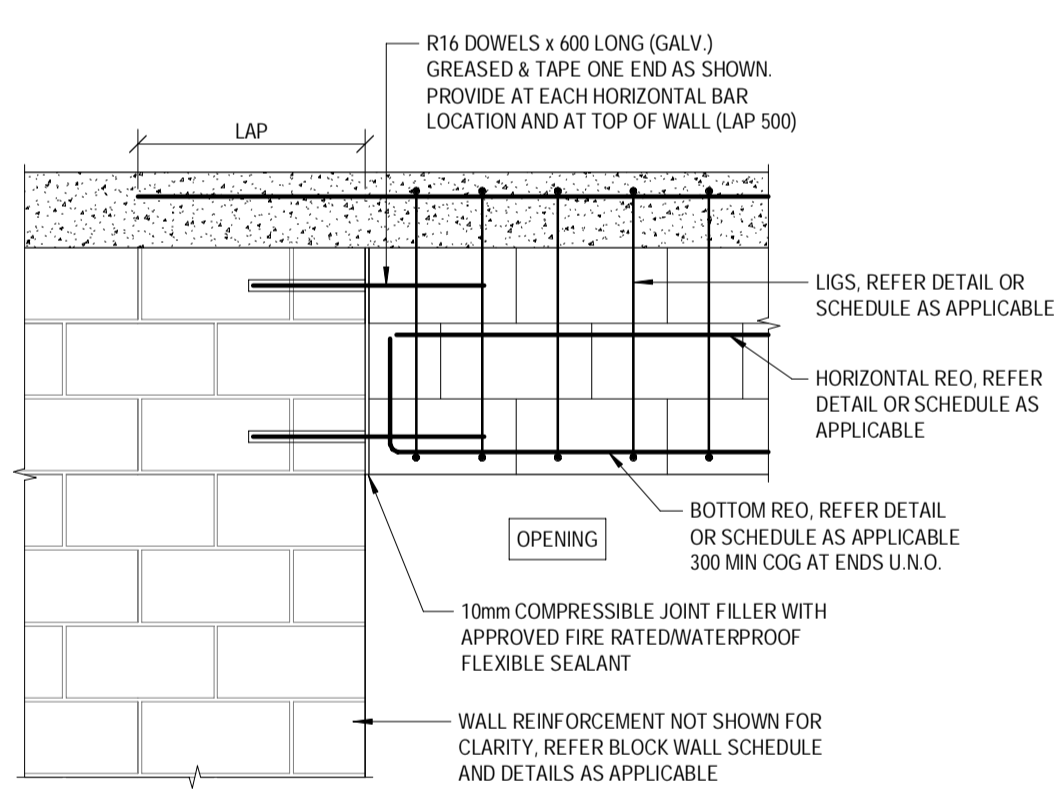 R16 DOWELS x 600 LONG (GALV.)
GREASED & TAPE ONE END AS SHOWN.
PROVIDE AT EACH HORIZONTAL BAR
LOCATION AND AT TOP OF WALL (LAP 500)
LAP
LIGS, REFER DETAIL OR
SCHEDULE AS APPLICABLE
HORIZONTAL REO, REFER
DETAIL OR SCHEDULE AS
APPLICABLE
BOTTOM REO, REFER DETAIL
OR SCHEDULE AS APPLICABLE
300 MIN COG AT ENDS U.N.O.
OPENING
10mm COMPRESSIBLE JOINT FILLER WITH
APPROVED FIRE RATED/WATERPROOF
FLEXIBLE SEALANT
WALL REINFORCEMENT NOT SHOWN FOR
CLARITY, REFER BLOCK WALL SCHEDULE
AND DETAILS AS APPLICABLE